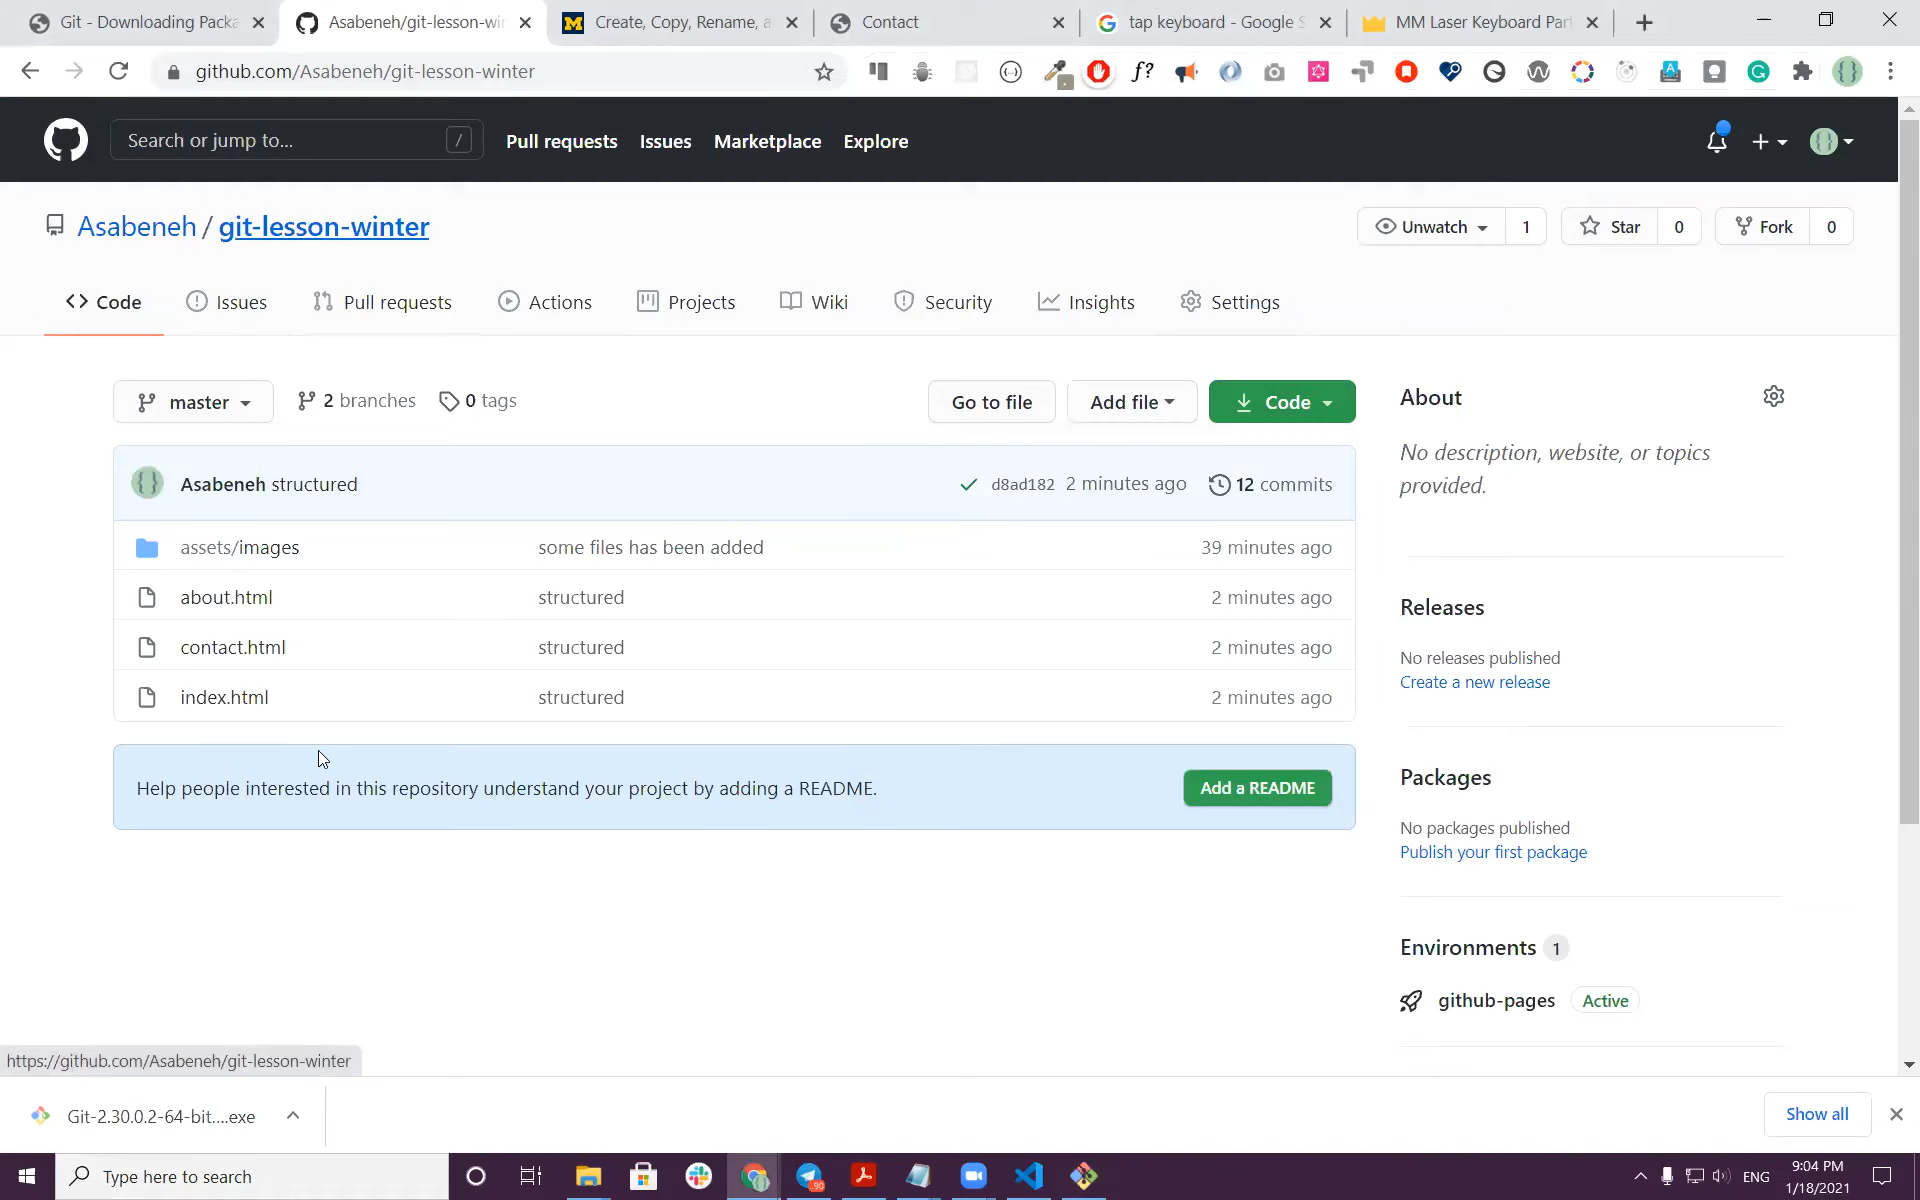 Git - Downloading Packa
Asabeneh/git-lesson-win
Create, Copy, Rename, a
Contact
tap keyboard - Google S
MM Laser Keyboard Par
github.com/Asabeneh/git-lesson-winter
Search or jump to...
/
Pull requests
Issues
Marketplace
Explore
Asabeneh / git-lesson-winter
Unwatch 1
Star 0
Fork 0
Code
Issues
Pull requests
Actions
Projects
Wiki
Security
Insights
Settings
master
2 branches
0 tags
Go to file
Add file
Code
Asabeneh structured
d8ad182 2 minutes ago
12 commits
assets/images some files has been added 39 minutes ago
about.html structured 2 minutes ago
contact.html structured 2 minutes ago
index.html structured 2 minutes ago
Help people interested in this repository understand your project by adding a README.
Add a README
About
No description, website, or topics
provided.
Releases
No releases published
Create a new release
Packages
No packages published
Publish your first package
Environments 1
github-pages Active
https://github.com/Asabeneh/git-lesson-winter
Git-2.30.0.2-64-bit....exe
Show all
Type here to search
ENG
9:04 PM
1/18/2021